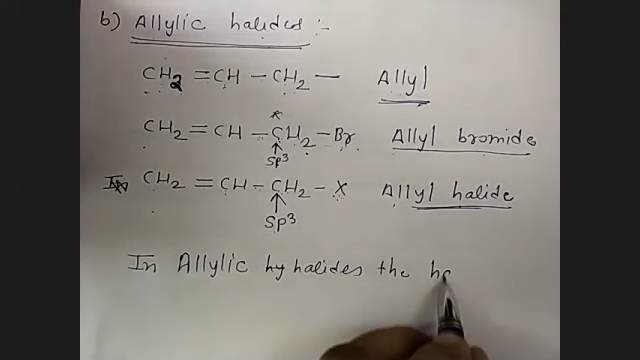 b) Allylic halides :-
CH2 = CH - CH2 - Allyl
*
CH2 = CH - CH2 - Br Allyl bromide
↑
Sp3
CH2 = CH - CH2 - X Allyl halide
↑
Sp3
In Allylic hy halides the ha